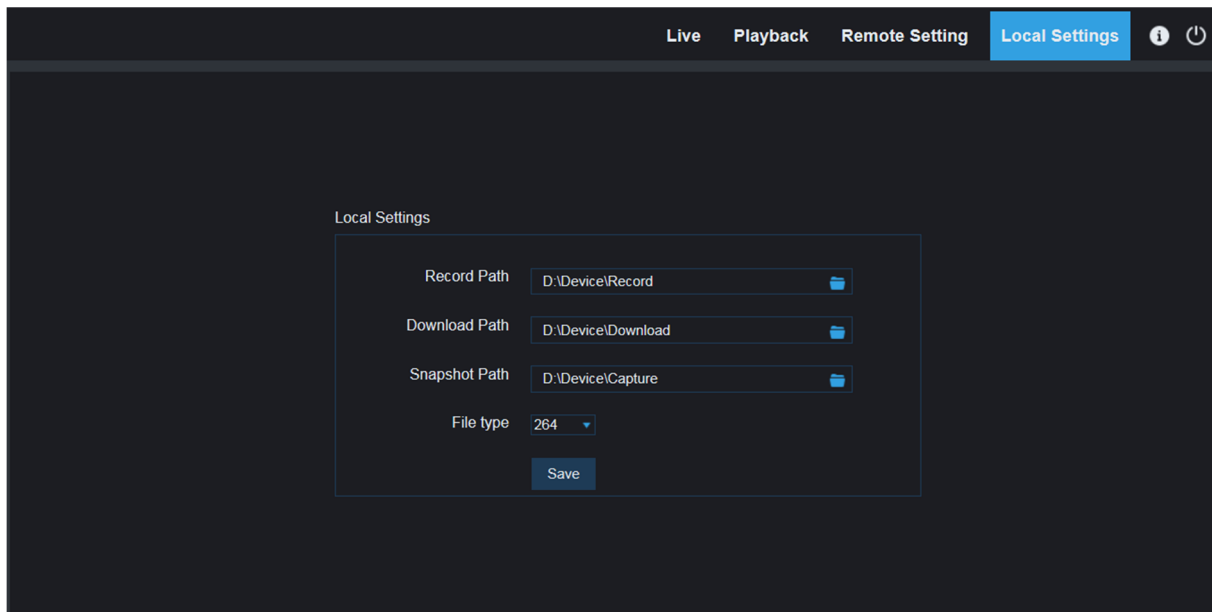 Live Playback Remote Setting Local Settings
Local Settings
Record Path D:\Device\Record
Download Path D:\Device\Download
Snapshot Path D:\Device\Capture
File type 264
Save